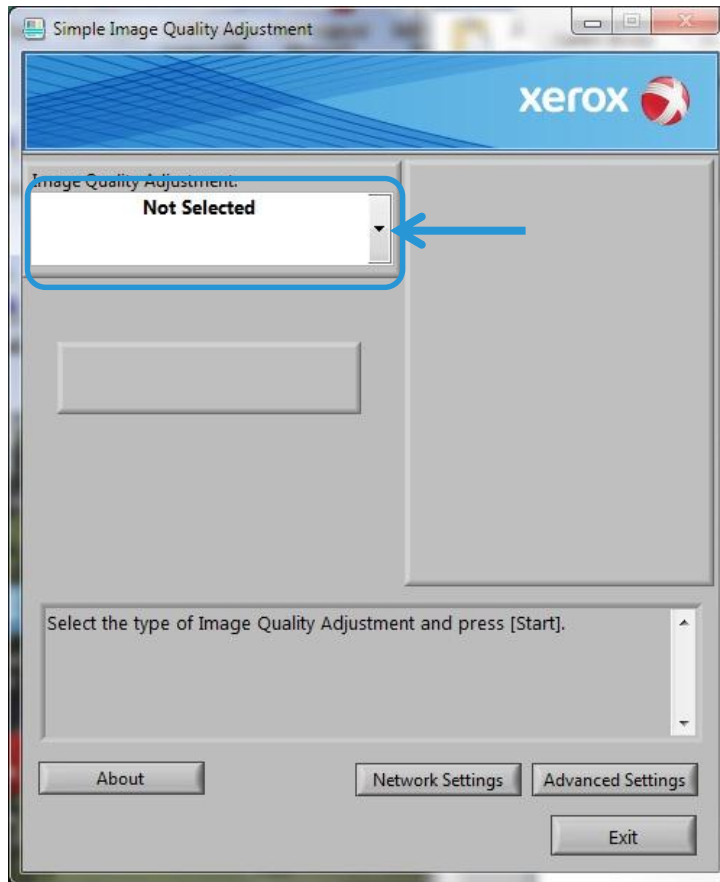 Simple Image Quality Adjustment
xerox
Image Quality Adjustment:
Not Selected
Select the type of Image Quality Adjustment and press [Start].
About
Network Settings
Advanced Settings
Exit